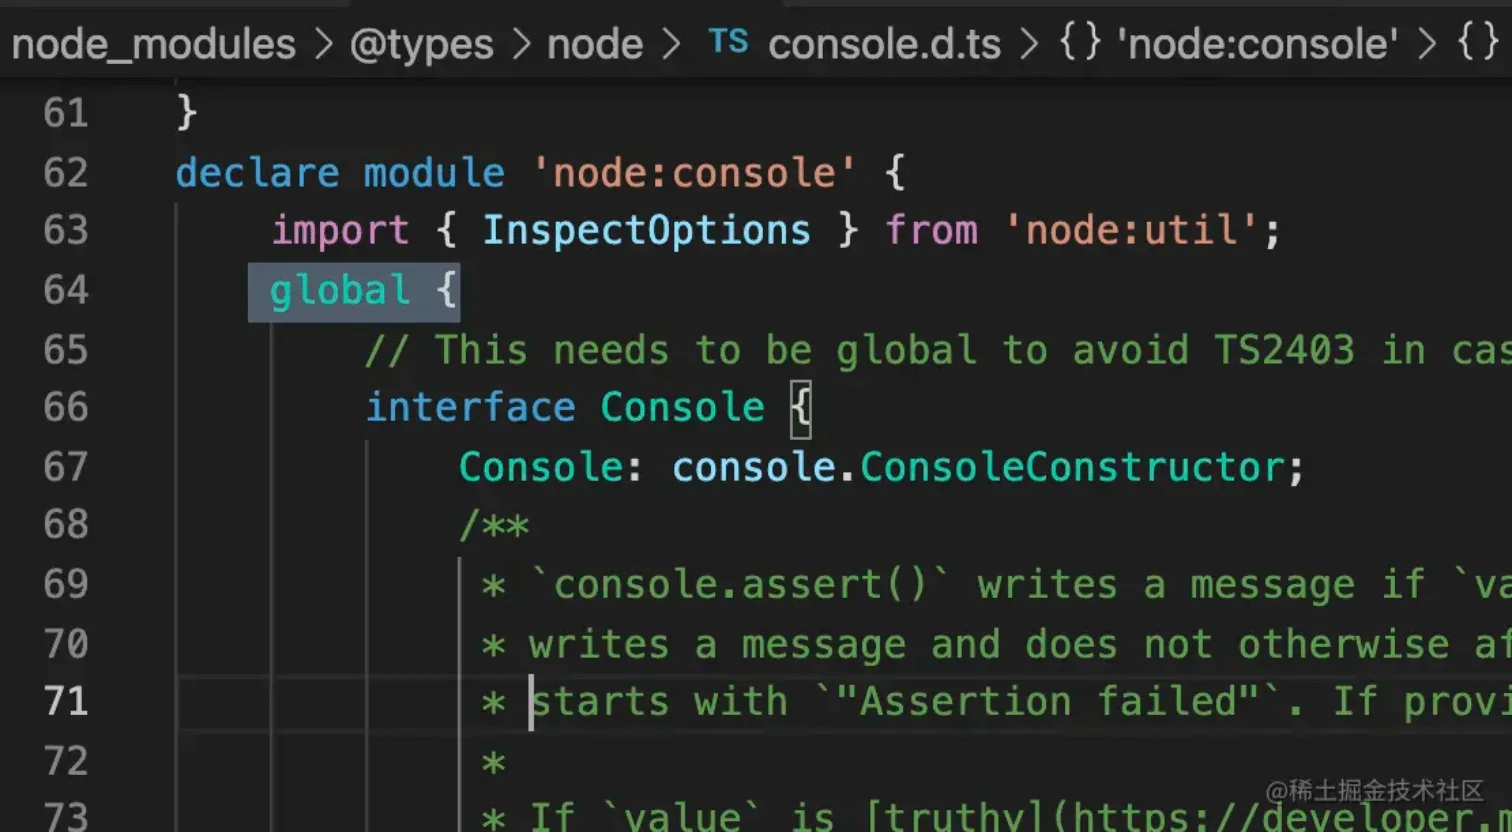 node_modules > @types > node > TS console.d.ts > {} 'node:console' > {}
61 }
62 declare module 'node:console' {
63 import { InspectOptions } from 'node:util';
64 global {
65 // This needs to be global to avoid TS2403 in cas
66 interface Console {
67 Console: console.ConsoleConstructor;
68 /**
69 * `console.assert()` writes a message if `va
70 * writes a message and does not otherwise af
71 * starts with `"Assertion failed"`. If provi
72 *
73 * If `value` is [truthy](https://developer.
@稀土掘金技术社区